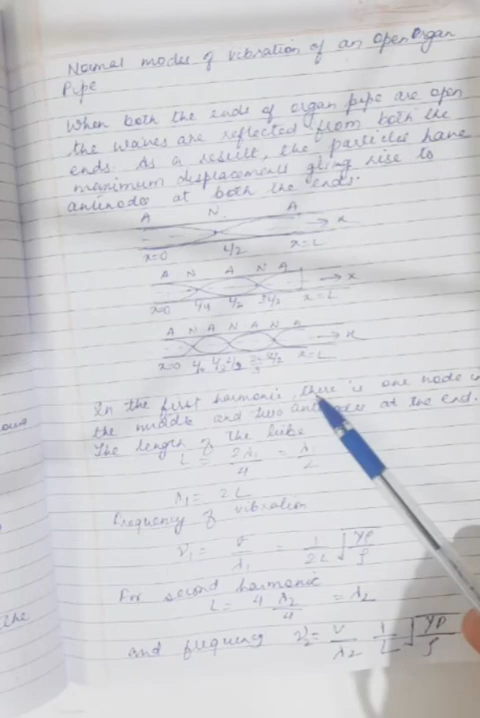 Normal modes of vibration of an open organ
Pipe
When both the ends of organ pipe are open
the waves are reflected from both the
ends. As a result, the particles have
maximum displacements giving rise to
antinodes at both the ends.
A N A
x=0 L/2 x=L → x
A N A N A
x=0 L/4 L/2 x=L → x
A N A N A N A
x=0 x=L → x
In the first harmonic, there is one node in
the middle and two antinodes at the end.
The length of the tube
L = 2λ₁/4 = λ₁/2
λ₁ = 2L
Frequency of vibration
ν₁ = v/λ₁ = 1/2L √γP/ρ
For second harmonic
L = 4 λ₂/4 = λ₂
and frequency ν₂ = v/λ₂ 1/L √γP/ρ
the